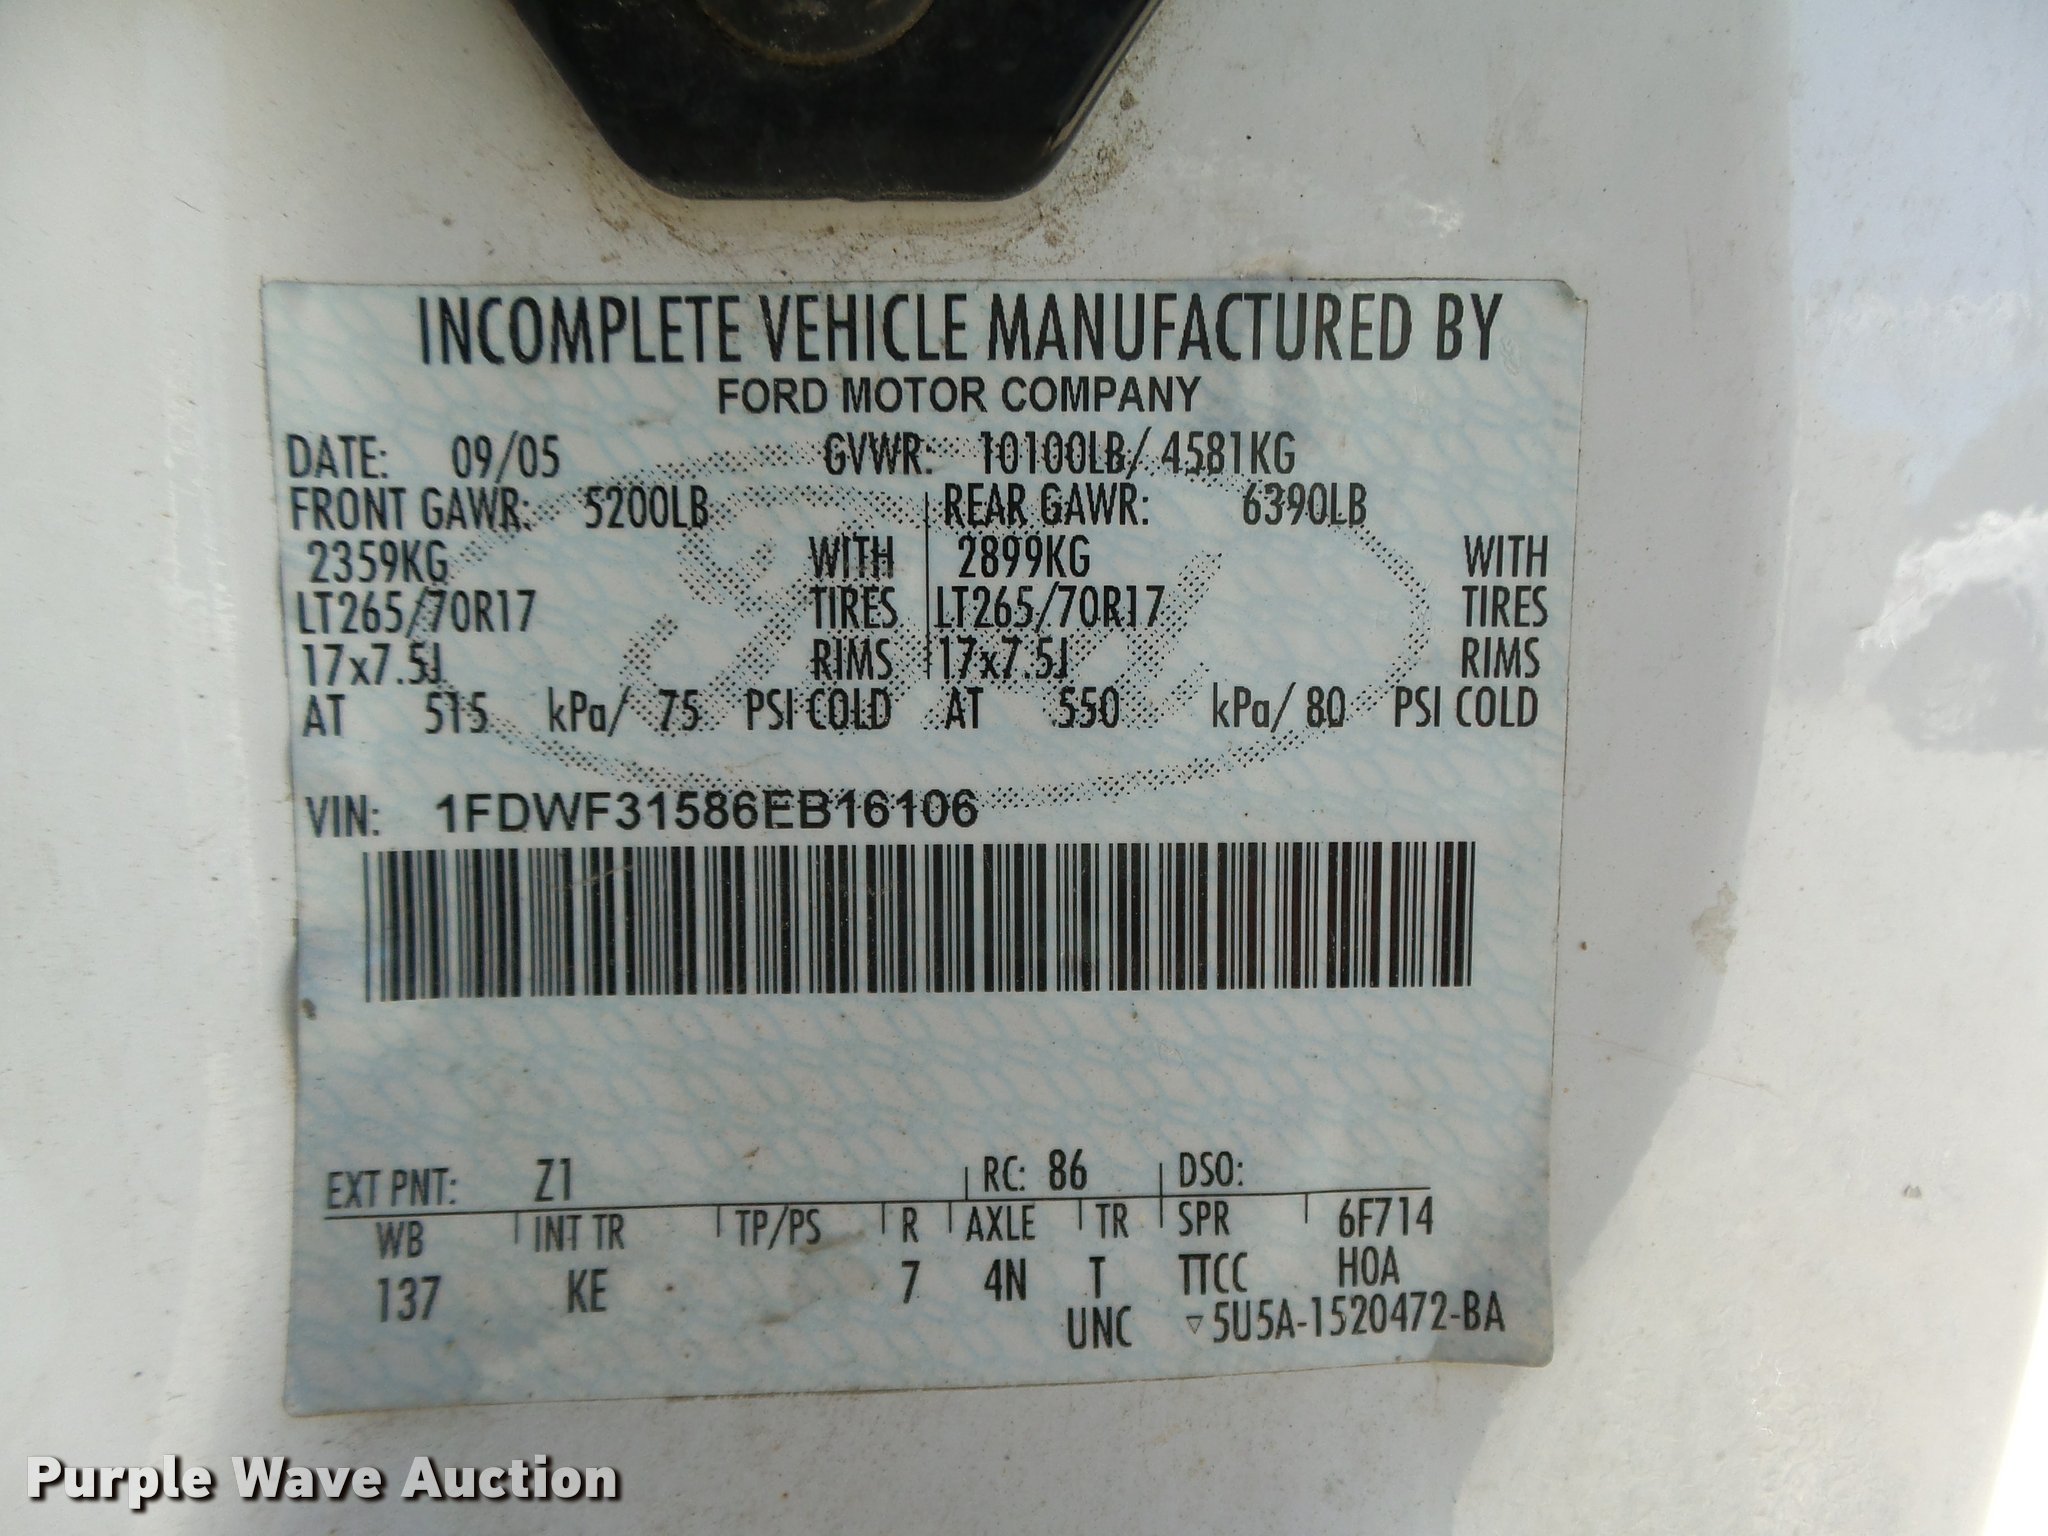 INCOMPLETE VEHICLE MANUFACTURED BY
FORD MOTOR COMPANY
DATE: 09/05 GVWR: 10100LB/ 4581KG
FRONT GAWR: 5200LB REAR GAWR: 6390LB
2359KG WITH 2899KG WITH
LT265/70R17 TIRES LT265/70R17 TIRES
17x7.5J RIMS 17x7.5J RIMS
AT 515 kPa/ 75 PSI COLD AT 550 kPa/ 80 PSI COLD
VIN: 1FDWF31586EB16106
EXT PNT: Z1 RC: 86 DSO:
WB INT TR TP/PS R AXLE TR SPR 6F714
137 KE 7 4N T TTCC H0A
UNC ▽5U5A-1520472-BA
Purple Wave Auction